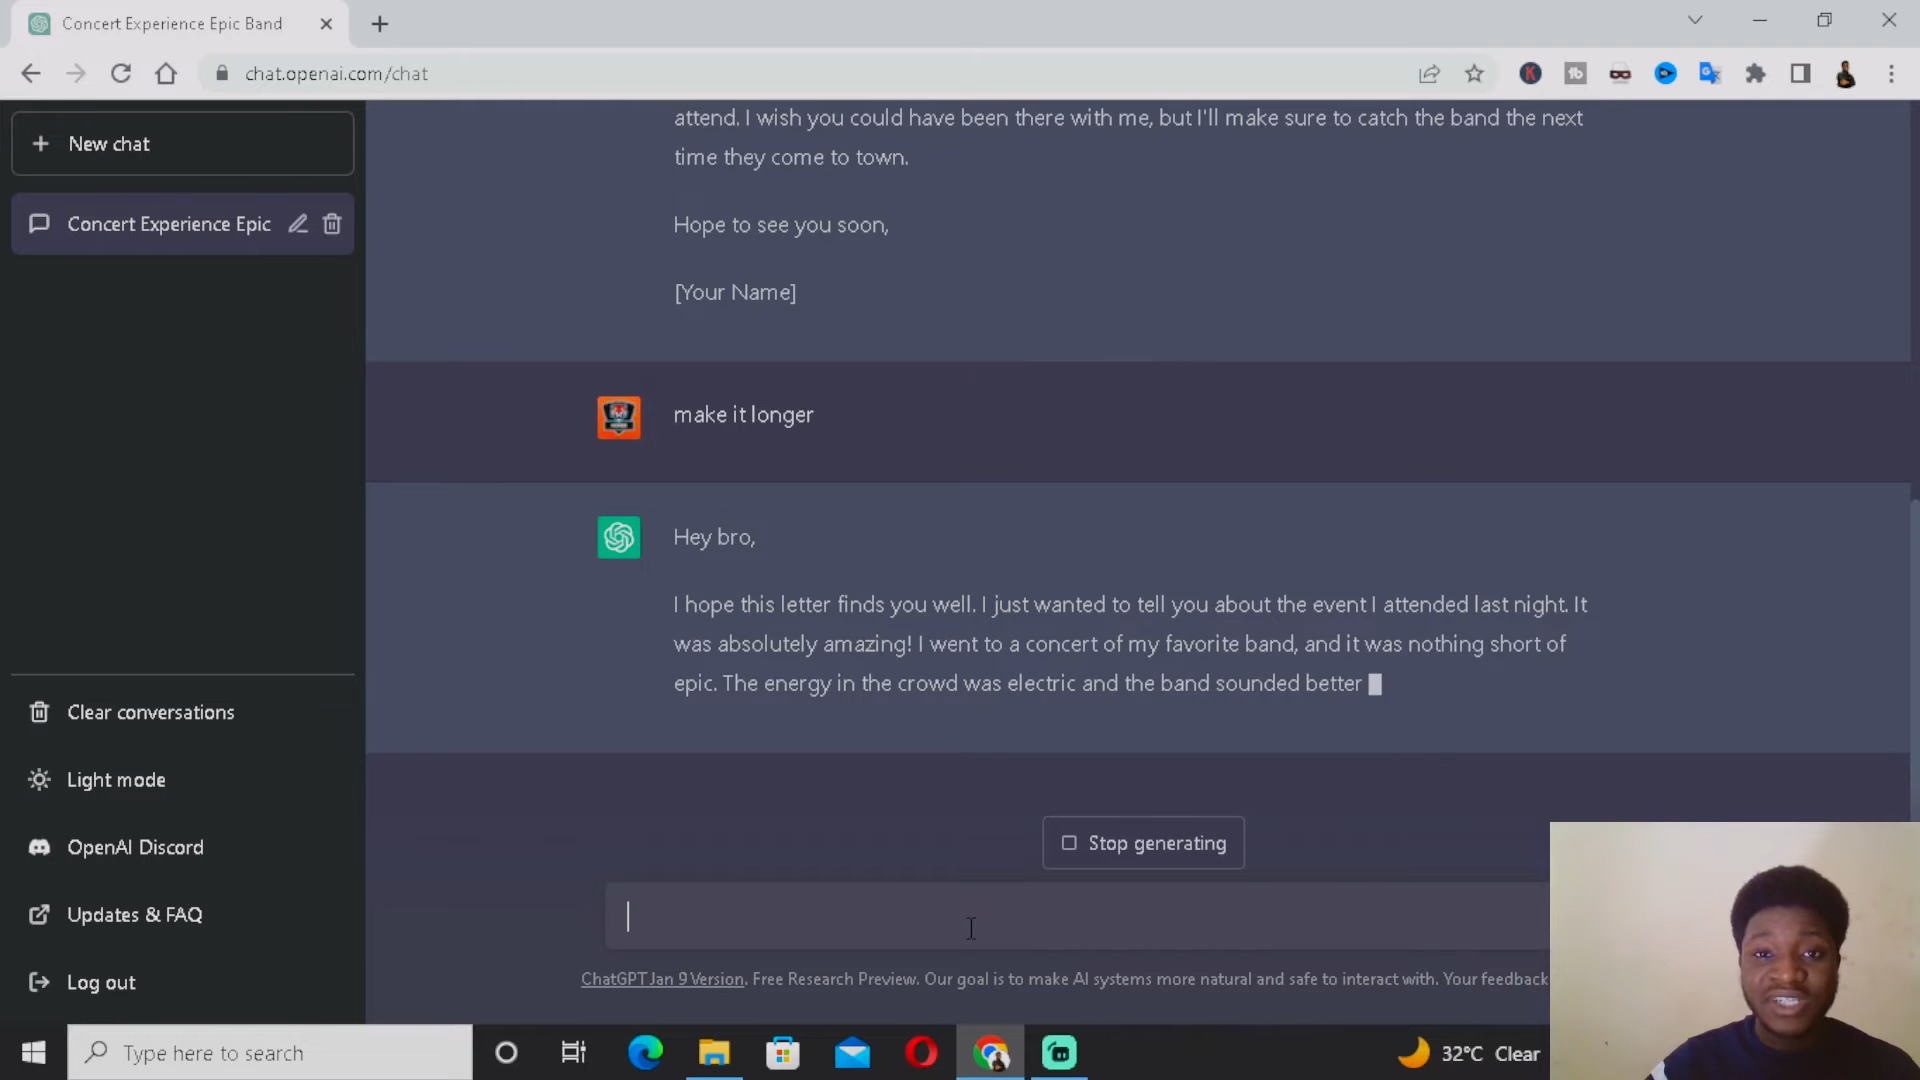 Concert Experience Epic Band
chat.openai.com/chat
New chat
Concert Experience Epic
attend. I wish you could have been there with me, but I'll make sure to catch the band the next
time they come to town.
Hope to see you soon,
[Your Name]
make it longer
Hey bro,
I hope this letter finds you well. I just wanted to tell you about the event I attended last night. It
was absolutely amazing! I went to a concert of my favorite band, and it was nothing short of
epic. The energy in the crowd was electric and the band sounded better
Clear conversations
Light mode
OpenAI Discord
Updates & FAQ
Log out
Stop generating
ChatGPT Jan 9 Version. Free Research Preview. Our goal is to make AI systems more natural and safe to interact with. Your feedback
Type here to search
32°C Clear